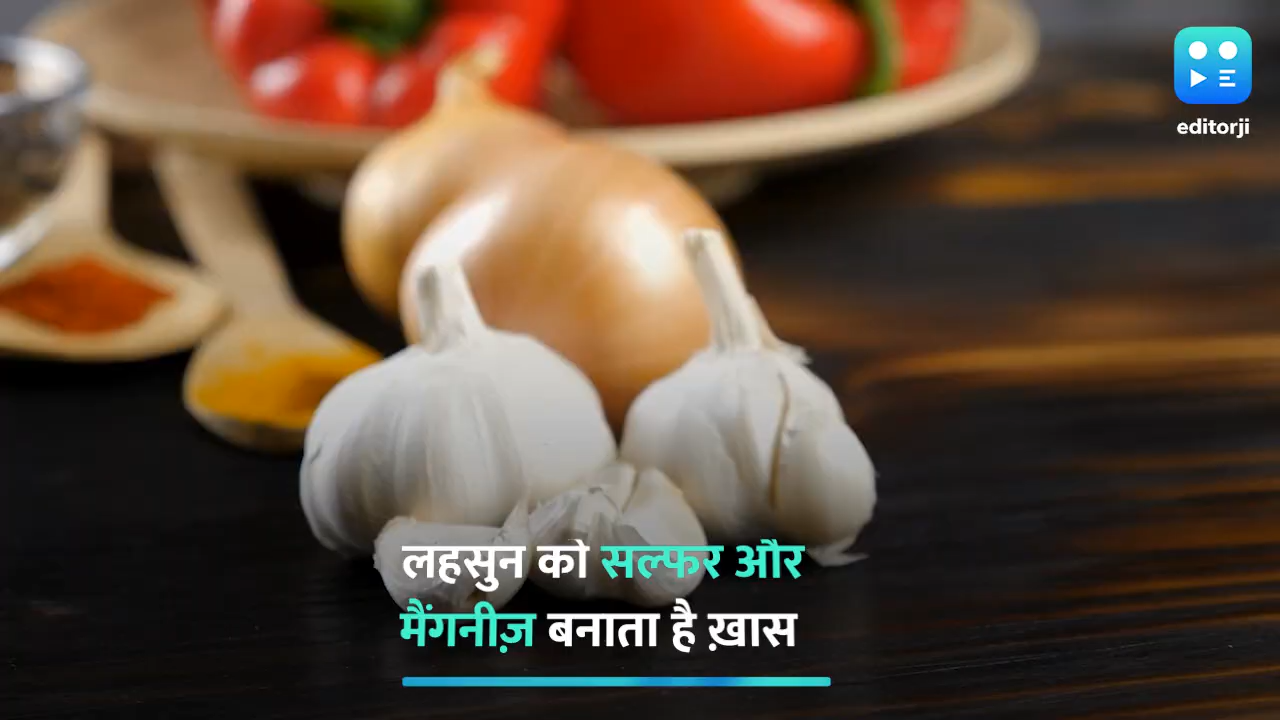 editorji
लहसुन को सल्फर और
मैंगनीज़ बनाता है ख़ास